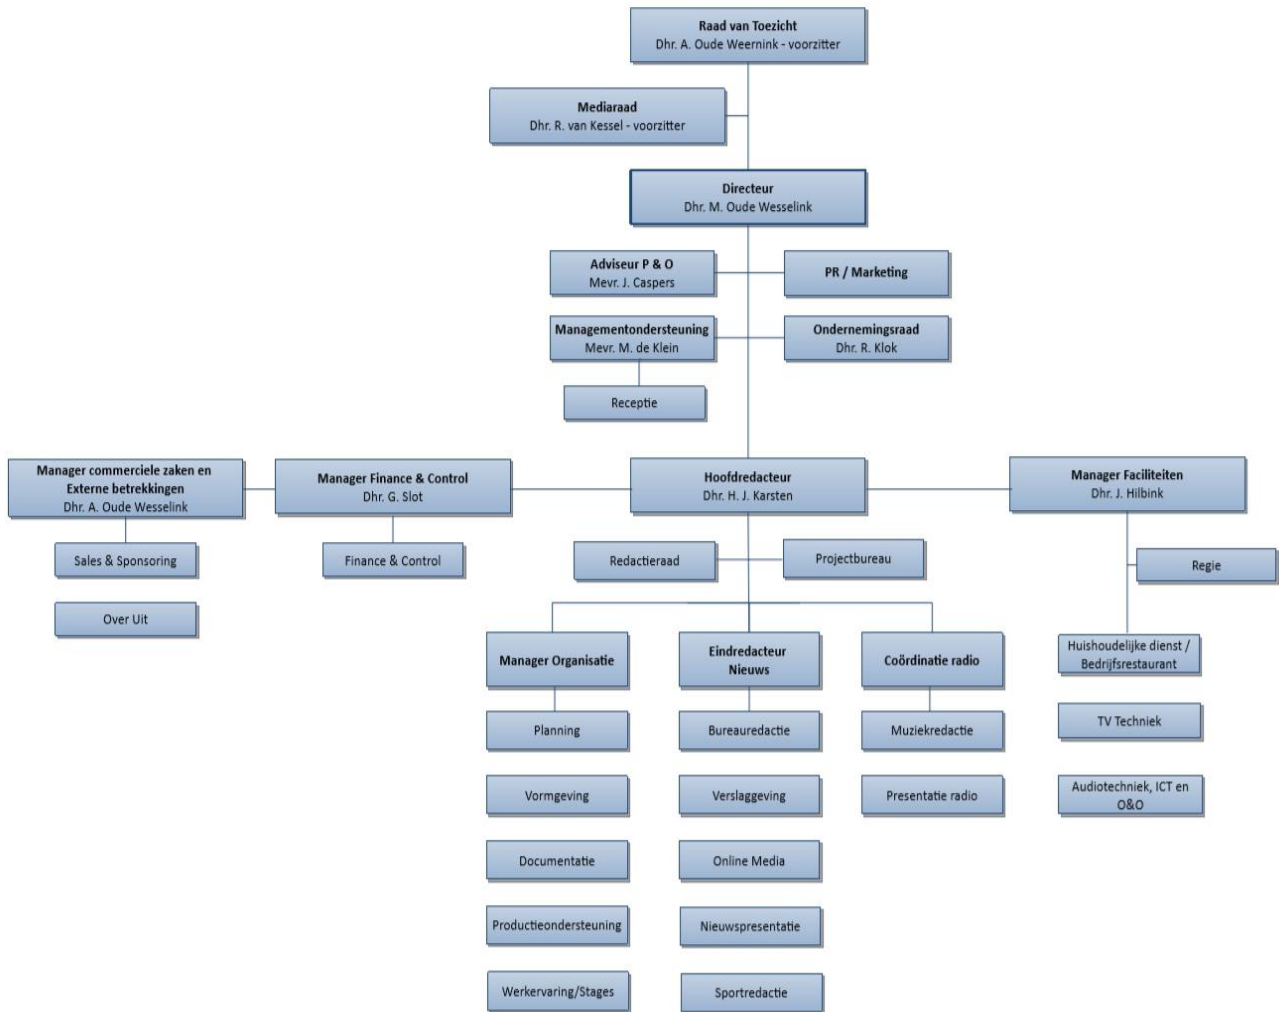 Raad van Toezicht
Dhr. A. Oude Weernink - voorzitter
Mediaraad
Dhr. R. van Kessel - voorzitter
Directeur
Dhr. M. Oude Wesselink
Adviseur P & O
Mevr. J. Caspers
PR / Marketing
Managementondersteuning
Mevr. M. de Klein
Ondernemingsraad
Dhr. R. Klok
Receptie
Manager commerciele zaken en
Externe betrekkingen
Dhr. A. Oude Wesselink
Manager Finance & Control
Dhr. G. Slot
Hoofdredacteur
Dhr. H. J. Karsten
Manager Faciliteiten
Dhr. J. Hilbink
Sales & Sponsoring
Finance & Control
Redactieraad
Projectbureau
Regie
Over Uit
Manager Organisatie
Eindredacteur
Nieuws
Coördinatie radio
Huishoudelijke dienst /
Bedrijfsrestaurant
Planning
Bureauredactie
Muziekredactie
TV Techniek
Vormgeving
Verslaggeving
Presentatie radio
Audiotechniek, ICT en
O&O
Documentatie
Online Media
Productieondersteuning
Nieuwspresentatie
Werkervaring/Stages
Sportredactie